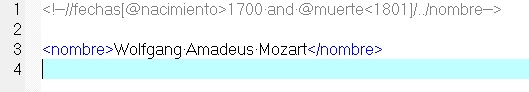 1 <!--//fechas[@nacimiento>1700 and @muerte<1801]/../nombre-->
2
3 <nombre>Wolfgang Amadeus Mozart</nombre>
4